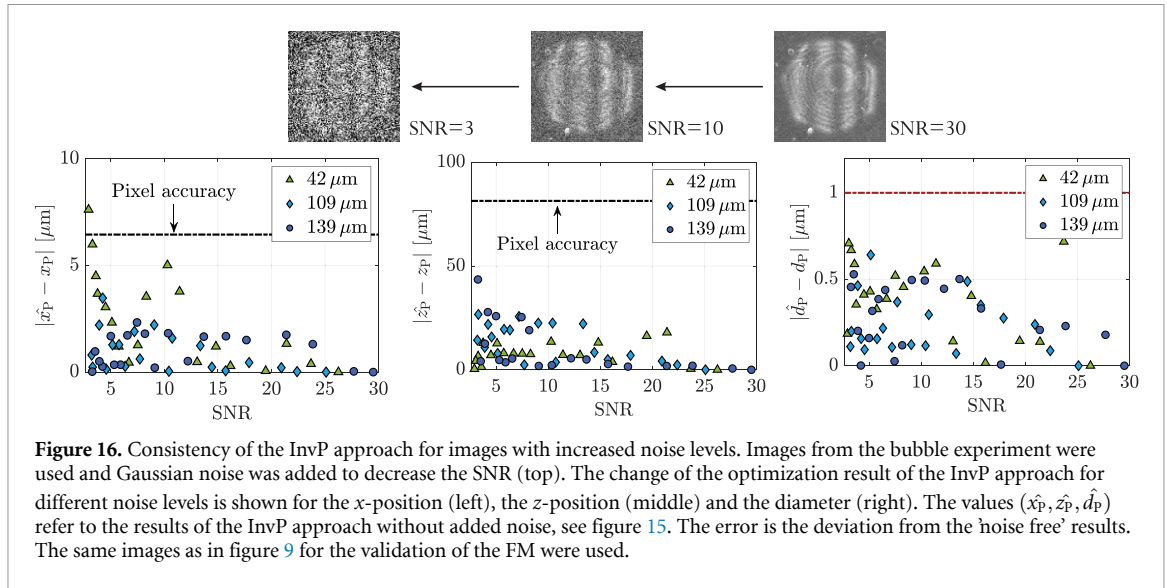 SNR=3
SNR=10
SNR=30
10
5
0
|x̂_P − x_P| [μm]
Pixel accuracy
42 μm
109 μm
139 μm
5 10 15 20 25 30
SNR
100
50
0
|ẑ_P − z_P| [μm]
Pixel accuracy
42 μm
109 μm
139 μm
5 10 15 20 25 30
SNR
1
0.5
0
|d̂_P − d_P| [μm]
42 μm
109 μm
139 μm
5 10 15 20 25 30
SNR
Figure 16. Consistency of the InvP approach for images with increased noise levels. Images from the bubble experiment were
used and Gaussian noise was added to decrease the SNR (top). The change of the optimization result of the InvP approach for
different noise levels is shown for the x-position (left), the z-position (middle) and the diameter (right). The values (x̂_P, ẑ_P, d̂_P)
refer to the results of the InvP approach without added noise, see figure 15. The error is the deviation from the 'noise free' results.
The same images as in figure 9 for the validation of the FM were used.